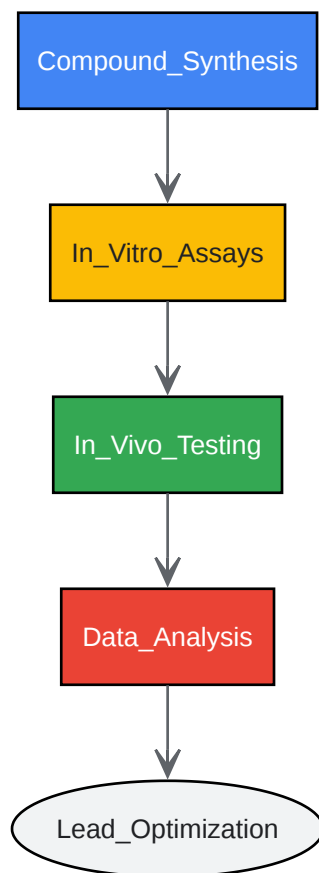 Compound_Synthesis
In_Vitro_Assays
In_Vivo_Testing
Data_Analysis
Lead_Optimization